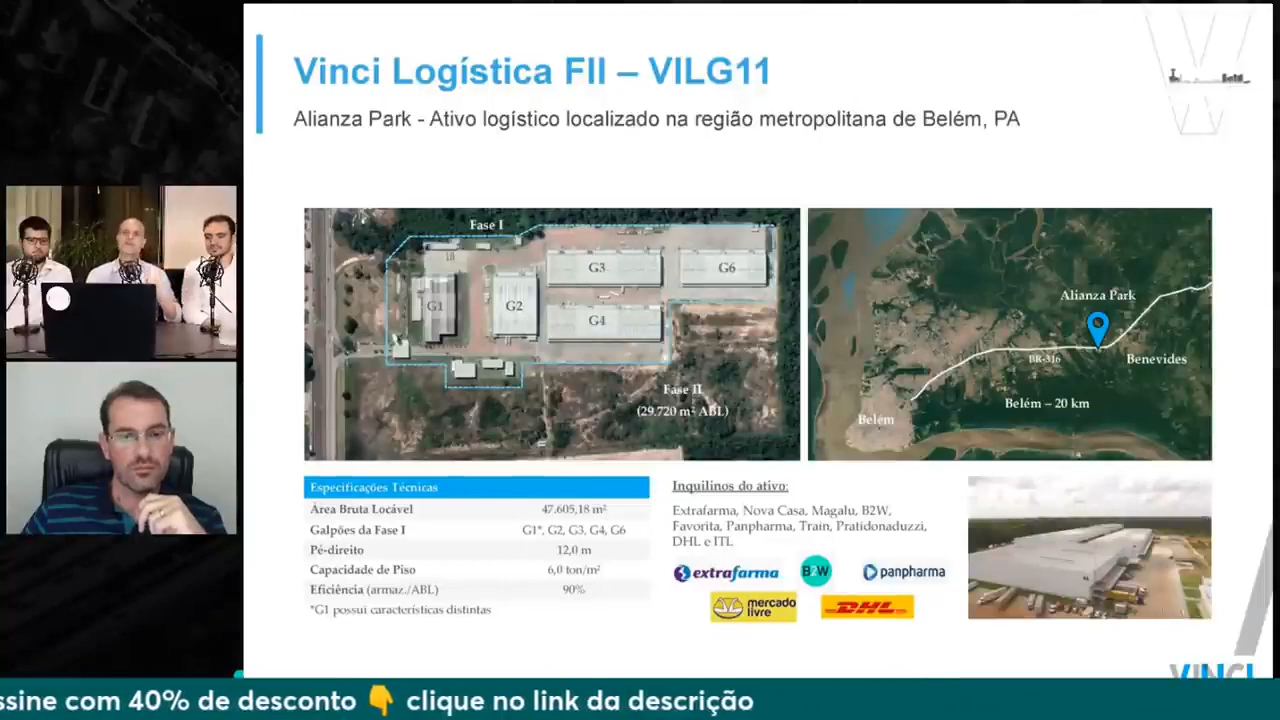 Vinci Logística FII – VILG11
Alianza Park - Ativo logístico localizado na região metropolitana de Belém, PA
Fase I
G1
G2
G3
G4
G6
Fase II
(29.720 m² ABL)
Alianza Park
BR-316
Benevides
Belém – 20 km
Belém
Especificações Técnicas
Área Bruta Locável 47.605,18 m²
Galpões da Fase I G1*, G2, G3, G4, G6
Pé-direito 12,0 m
Capacidade de Piso 6,0 ton/m²
Eficiência (armaz./ABL) 90%
*G1 possui características distintas
Inquilinos do ativo:
Extrafarma, Nova Casa, Magalu, B2W,
Favorita, Panpharma, Train, Pratidonaduzzi,
DHL e ITL
extrafarma
B2W
panpharma
mercado
livre
DHL
VINCI
ssine com 40% de desconto 👇 clique no link da descrição